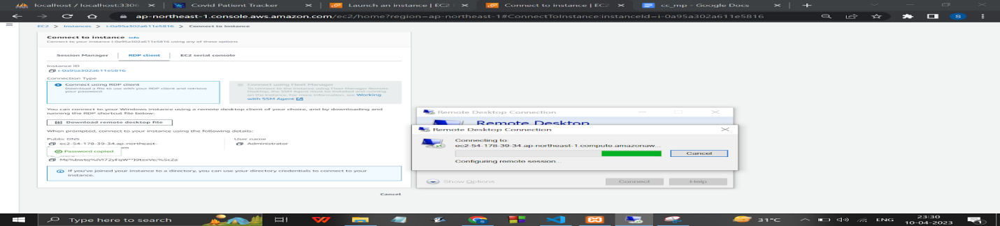 localhost / localhost:3306
Covid Patient Tracker
Launch an instance | EC2
Connect to instance | EC2
cc_mp - Google Docs
ap-northeast-1.console.aws.amazon.com/ec2/home?region=ap-northeast-1#ConnectToInstance:instanceId=i-0a95a302a611e5816
S
EC2 > Instances > i-0a95a302a611e5816 > Connect to instance
Connect to instance Info
Connect to your instance i-0a95a302a611e5816 using any of these options
Session Manager
RDP client
EC2 serial console
Instance ID
i-0a95a302a611e5816
Connection Type
Connect using RDP client
Download a file to use with your RDP client and retrieve
your password.
Connect using Fleet Manager
To connect to the instance using Fleet Manager Remote
Desktop, the SSM Agent must be installed and running
on the instance. For more information, see Working
with SSM Agent
You can connect to your Windows instance using a remote desktop client of your choice, and by downloading and
running the RDP shortcut file below:
Download remote desktop file
When prompted, connect to your instance using the following details:
Public DNS
User name
ec2-54-178-39-34.ap-northeast-
Administrator
Password copied
If you've joined your instance to a directory, you can use your directory credentials to connect to your
instance.
Cancel
Remote Desktop Connection
Remote Desktop
Remote Desktop Connection
Connecting to:
ec2-54-178-39-34.ap-northeast-1.compute.amazonaw...
Cancel
Configuring remote session...
Show Options
Connect
Help
Type here to search
31°C
ENG
23:30
10-04-2023